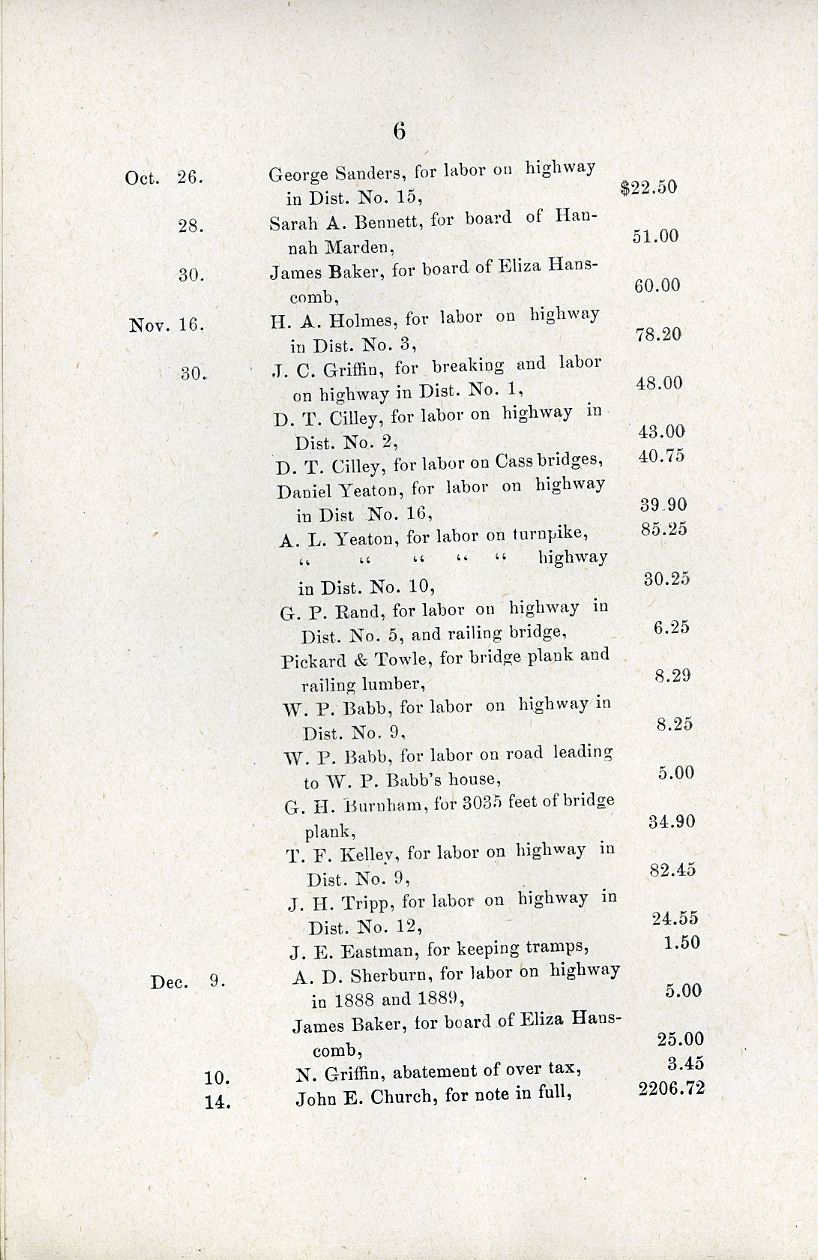 6
Oct. 26. George Sanders, for labor on highway
in Dist. No. 15, $22.50
28. Sarah A. Bennett, for board of Han-
nah Marden, 51.00
30. James Baker, for board of Eliza Hans-
comb, 60.00
Nov. 16. H. A. Holmes, for labor on highway
in Dist. No. 3, 78.20
30. J. C. Griffin, for breaking and labor
on highway in Dist. No. 1, 48.00
D. T. Cilley, for labor on highway in
Dist. No. 2, 43.00
D. T. Cilley, for labor on Cass bridges, 40.75
Daniel Yeaton, for labor on highway
in Dist No. 16, 39.90
A. L. Yeaton, for labor on turnpike, 85.25
“ “ “ “ “ highway
in Dist. No. 10, 30.25
G. P. Rand, for labor on highway in
Dist. No. 5, and railing bridge, 6.25
Pickard & Towle, for bridge plank and
railing lumber, 8.29
W. P. Babb, for labor on highway in
Dist. No. 9, 8.25
W. P. Babb, for labor on road leading
to W. P. Babb's house, 5.00
G. H. Burnham, for 3035 feet of bridge
plank, 34.90
T. F. Kelley, for labor on highway in
Dist. No. 9, 82.45
J. H. Tripp, for labor on highway in
Dist. No. 12, 24.55
J. E. Eastman, for keeping tramps, 1.50
Dec. 9. A. D. Sherburn, for labor on highway
in 1888 and 1889, 5.00
James Baker, for board of Eliza Hans-
comb, 25.00
10. N. Griffin, abatement of over tax, 3.45
14. John E. Church, for note in full, 2206.72